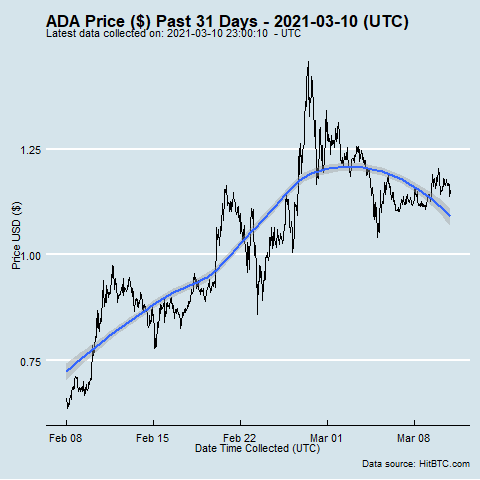 ADA Price ($) Past 31 Days - 2021-03-10 (UTC)
Latest data collected on: 2021-03-10 23:00:10  - UTC
1.25
1.00
0.75
Price USD ($)
Feb 08
Feb 15
Feb 22
Mar 01
Mar 08
Date Time Collected (UTC)
Data source: HitBTC.com